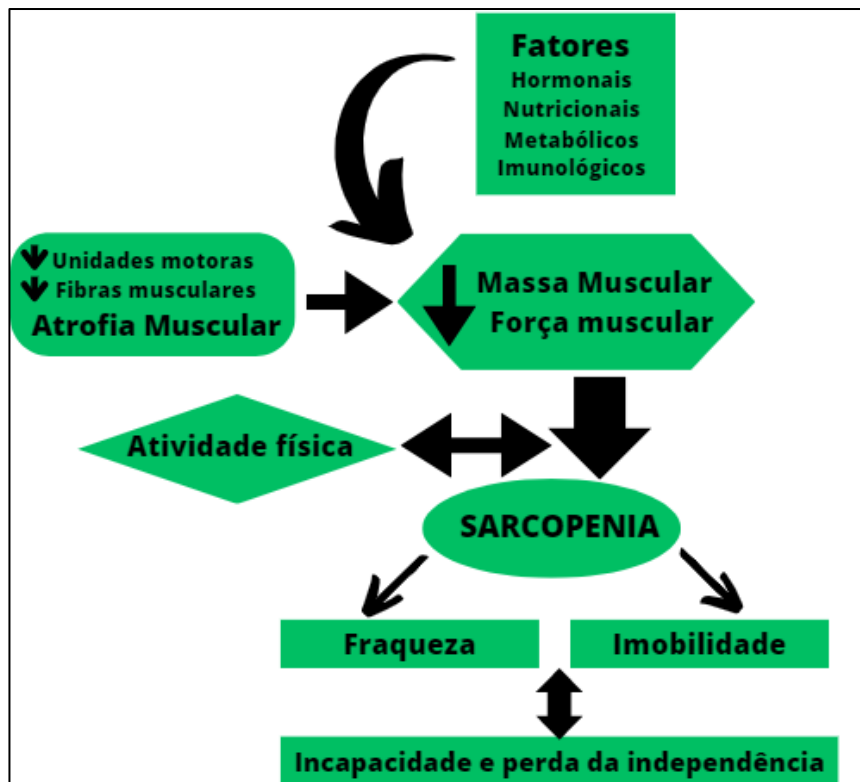 Fatores
Hormonais
Nutricionais
Metabólicos
Imunológicos
Unidades motoras
Fibras musculares
Atrofia Muscular
Massa Muscular
Força muscular
Atividade física
SARCOPENIA
Fraqueza
Imobilidade
Incapacidade e perda da independência